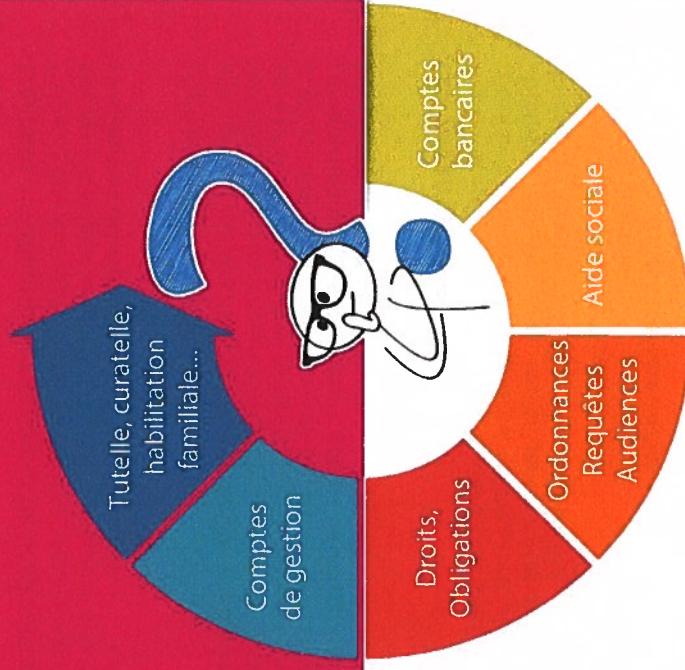 Tutelle, curatelle,
habilitation
familiale...
Comptes
de gestion
Droits,
Obligations
Ordonnances
Requêtes
Audiences
Aide sociale
Comptes
bancaires